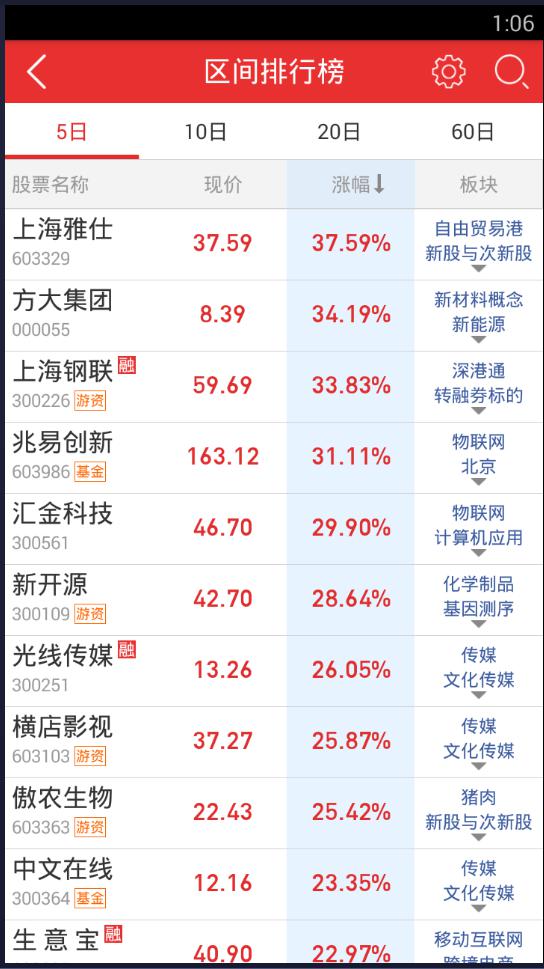 1:06
区间排行榜
5日 10日 20日 60日
股票名称 现价 涨幅 板块
上海雅仕 603329 37.59 37.59% 自由贸易港 新股与次新股
方大集团 000055 8.39 34.19% 新材料概念 新能源
上海钢联 融 300226 游资 59.69 33.83% 深港通 转融券标的
兆易创新 603986 基金 163.12 31.11% 物联网 北京
汇金科技 300561 46.70 29.90% 物联网 计算机应用
新开源 300109 游资 42.70 28.64% 化学制品 基因测序
光线传媒 融 300251 13.26 26.05% 传媒 文化传媒
横店影视 603103 游资 37.27 25.87% 传媒 文化传媒
傲农生物 603363 游资 22.43 25.42% 猪肉 新股与次新股
中文在线 300364 基金 12.16 23.35% 传媒 文化传媒
生意宝 融 40.90 22.97% 移动互联网 跨境电商